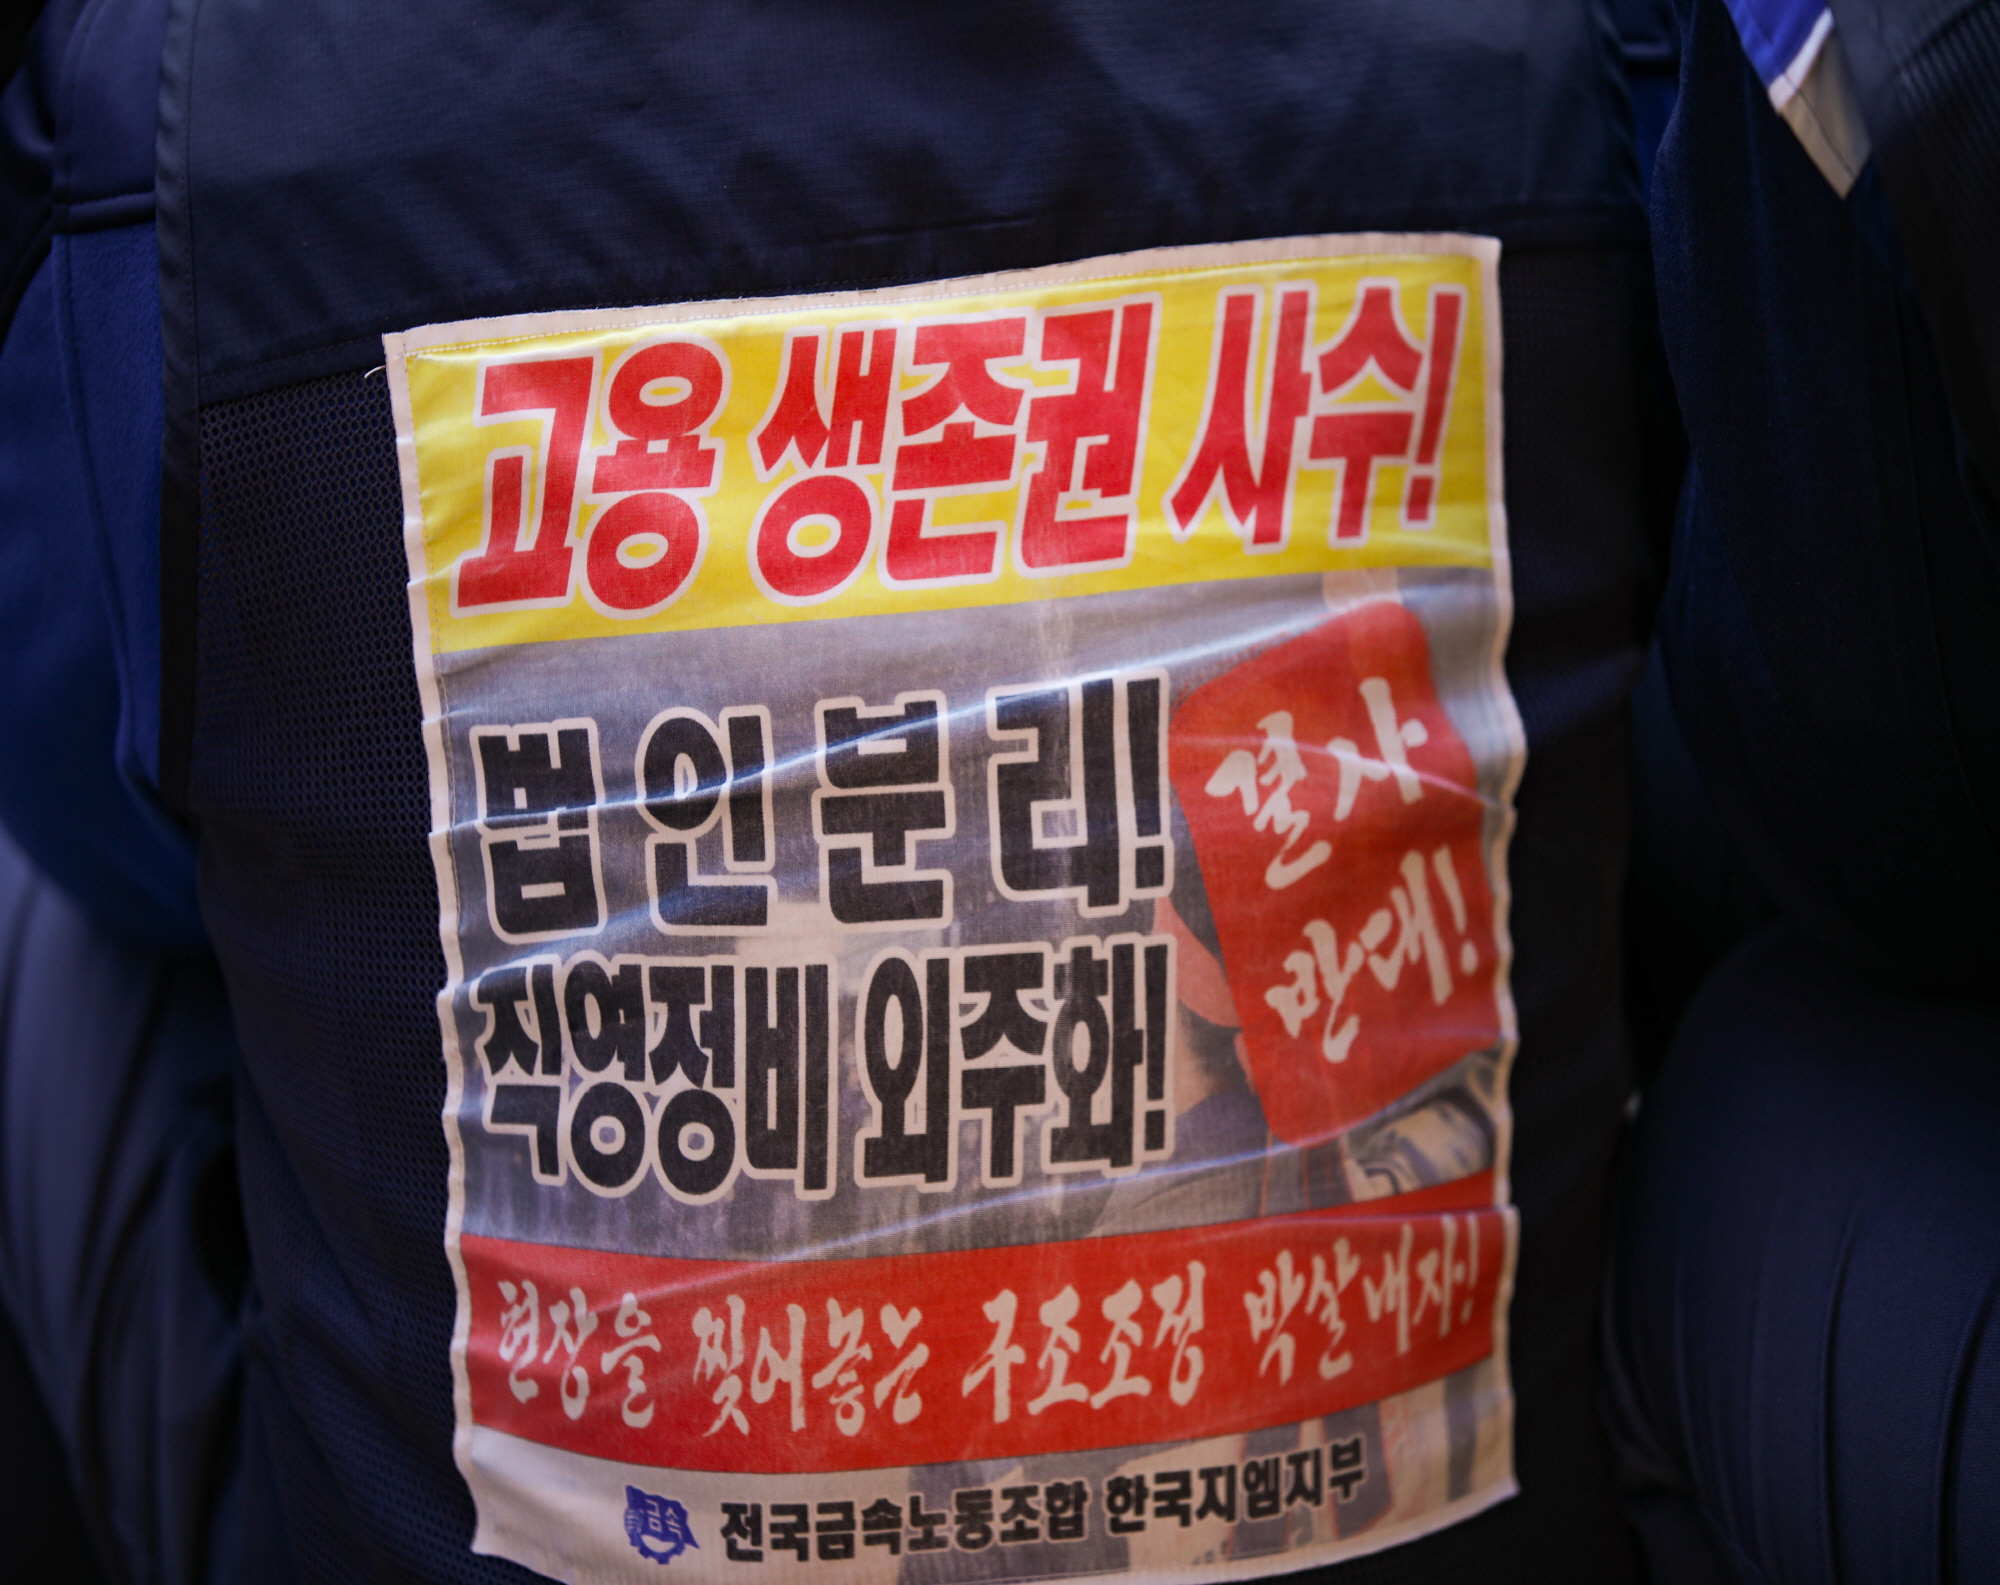 고용 생존권 사수!
법인분리!
직영정비 외주화!
결사
반대!
현장을 찢어놓는 구조조정 박살내자!
금속
전국금속노동조합 한국지엠지부